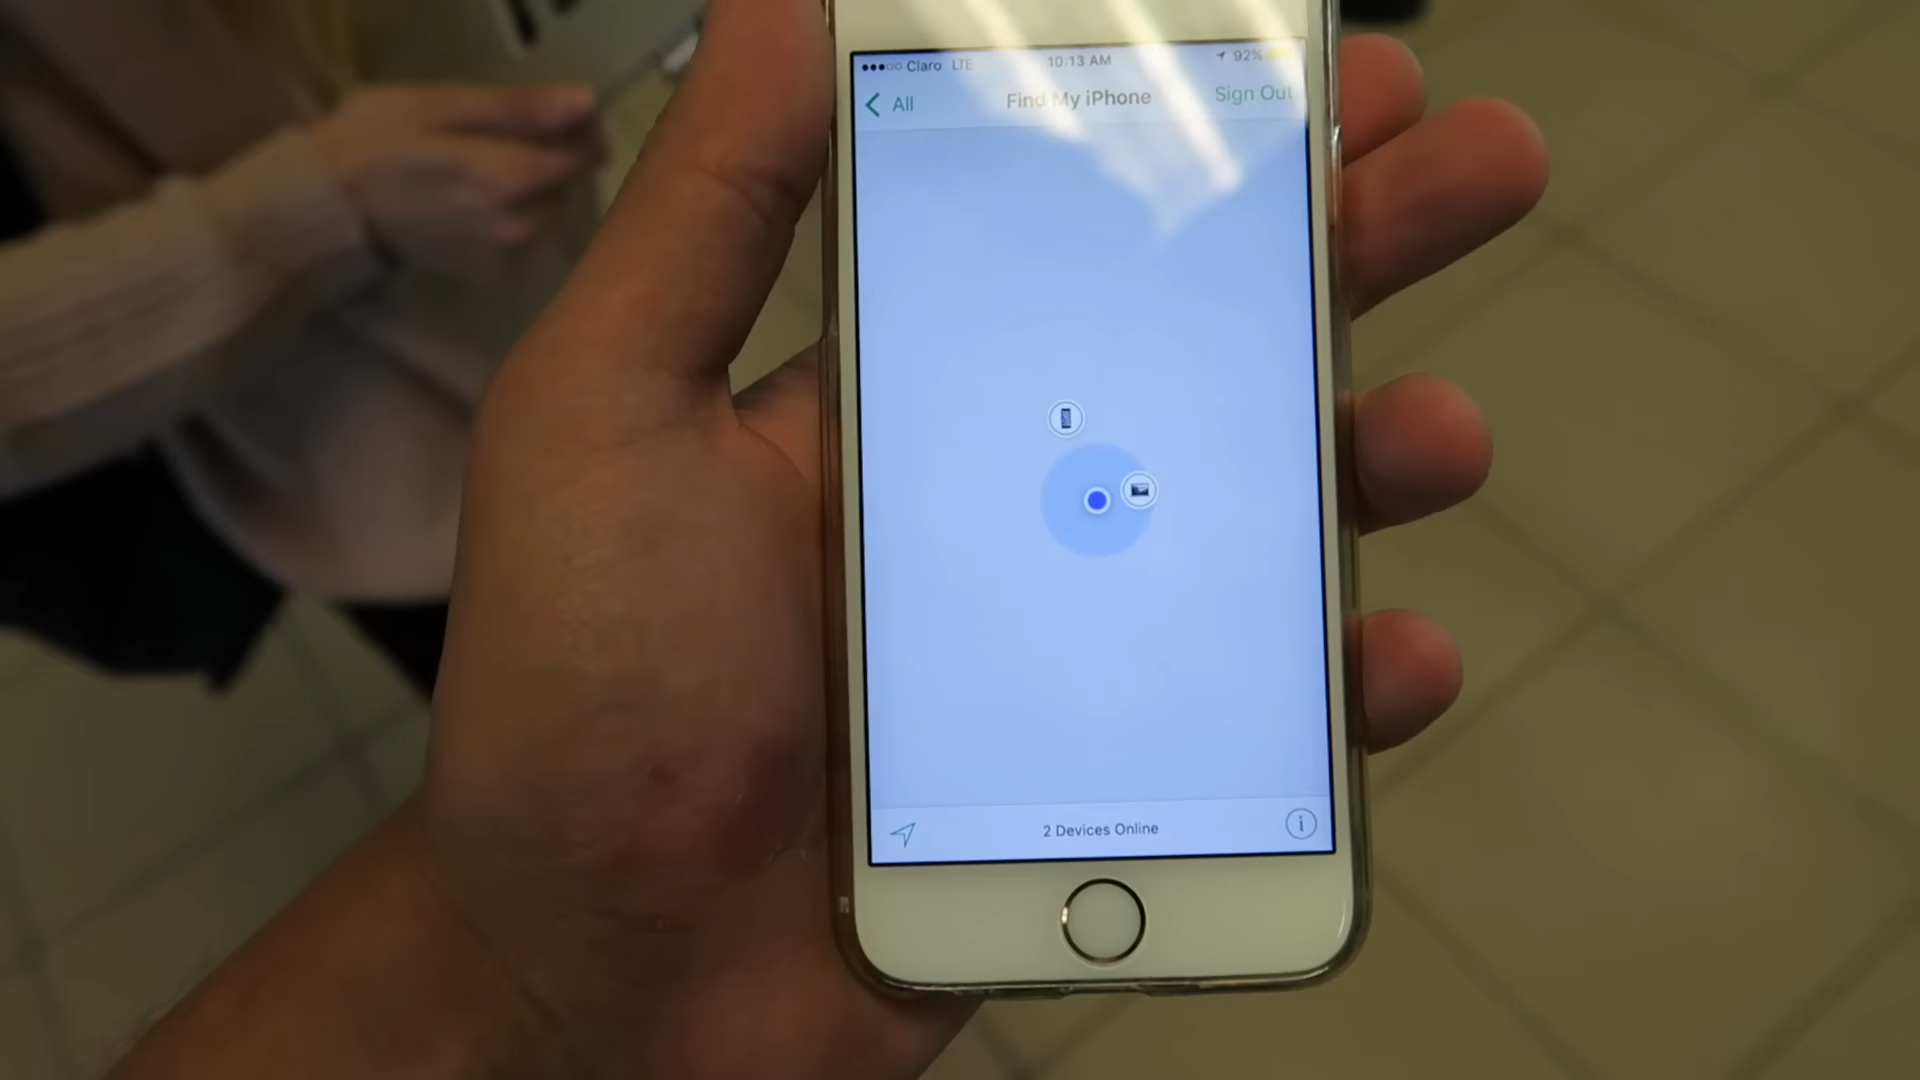 Claro LTE 10:13 AM 92%
All Find My iPhone Sign Out
2 Devices Online